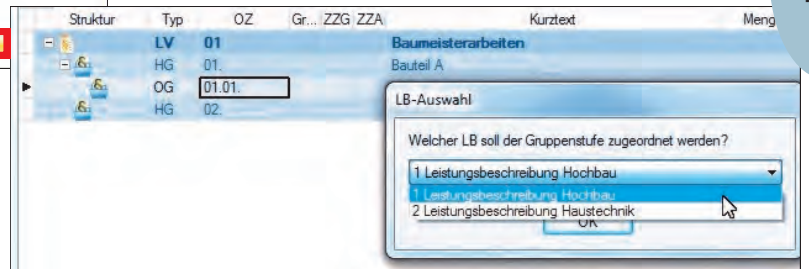 Struktur Typ OZ Gr... ZZG ZZA Kurztext Meng
LV 01 Baumeisterarbeiten
HG 01. Bauteil A
OG 01.01.
HG 02.
LB-Auswahl
Welcher LB soll der Gruppenstufe zugeordnet werden?
1 Leistungsbeschreibung Hochbau
1 Leistungsbeschreibung Hochbau
2 Leistungsbeschreibung Haustechnik
OK